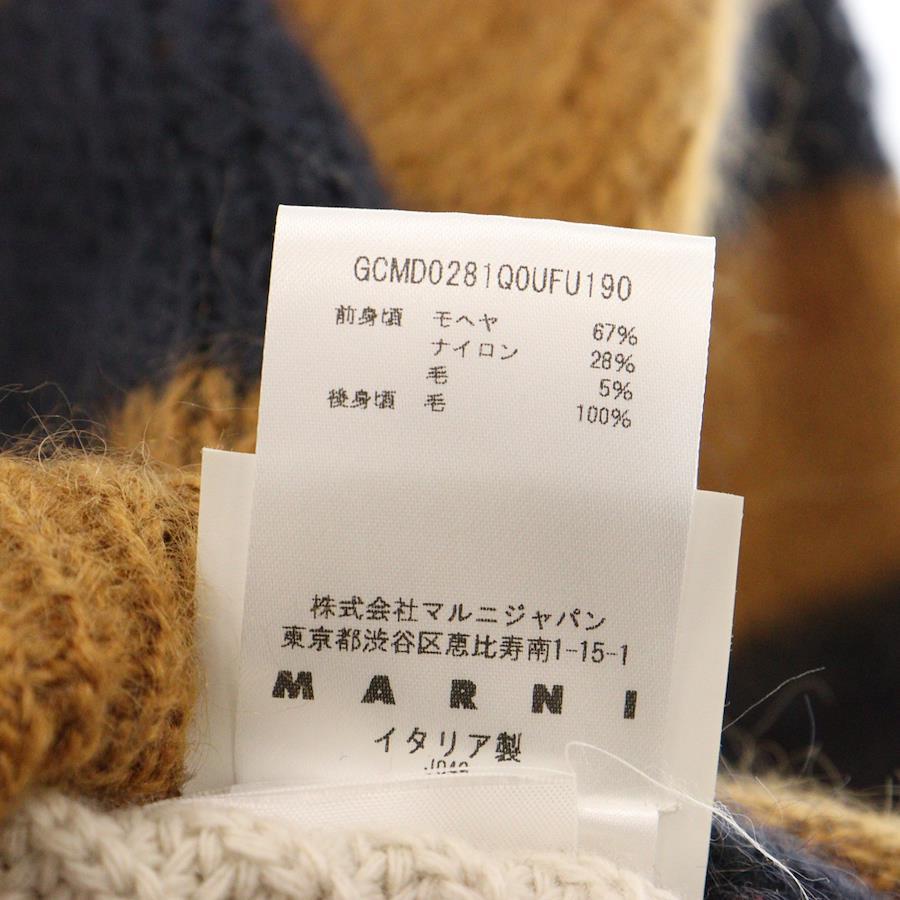 GCMD0281Q0UFU190
前身頃 モヘヤ 67%
ナイロン 28%
毛 5%
後身頃 毛 100%
株式会社マルニジャパン
東京都渋谷区恵比寿南1-15-1
MARNI
イタリア製